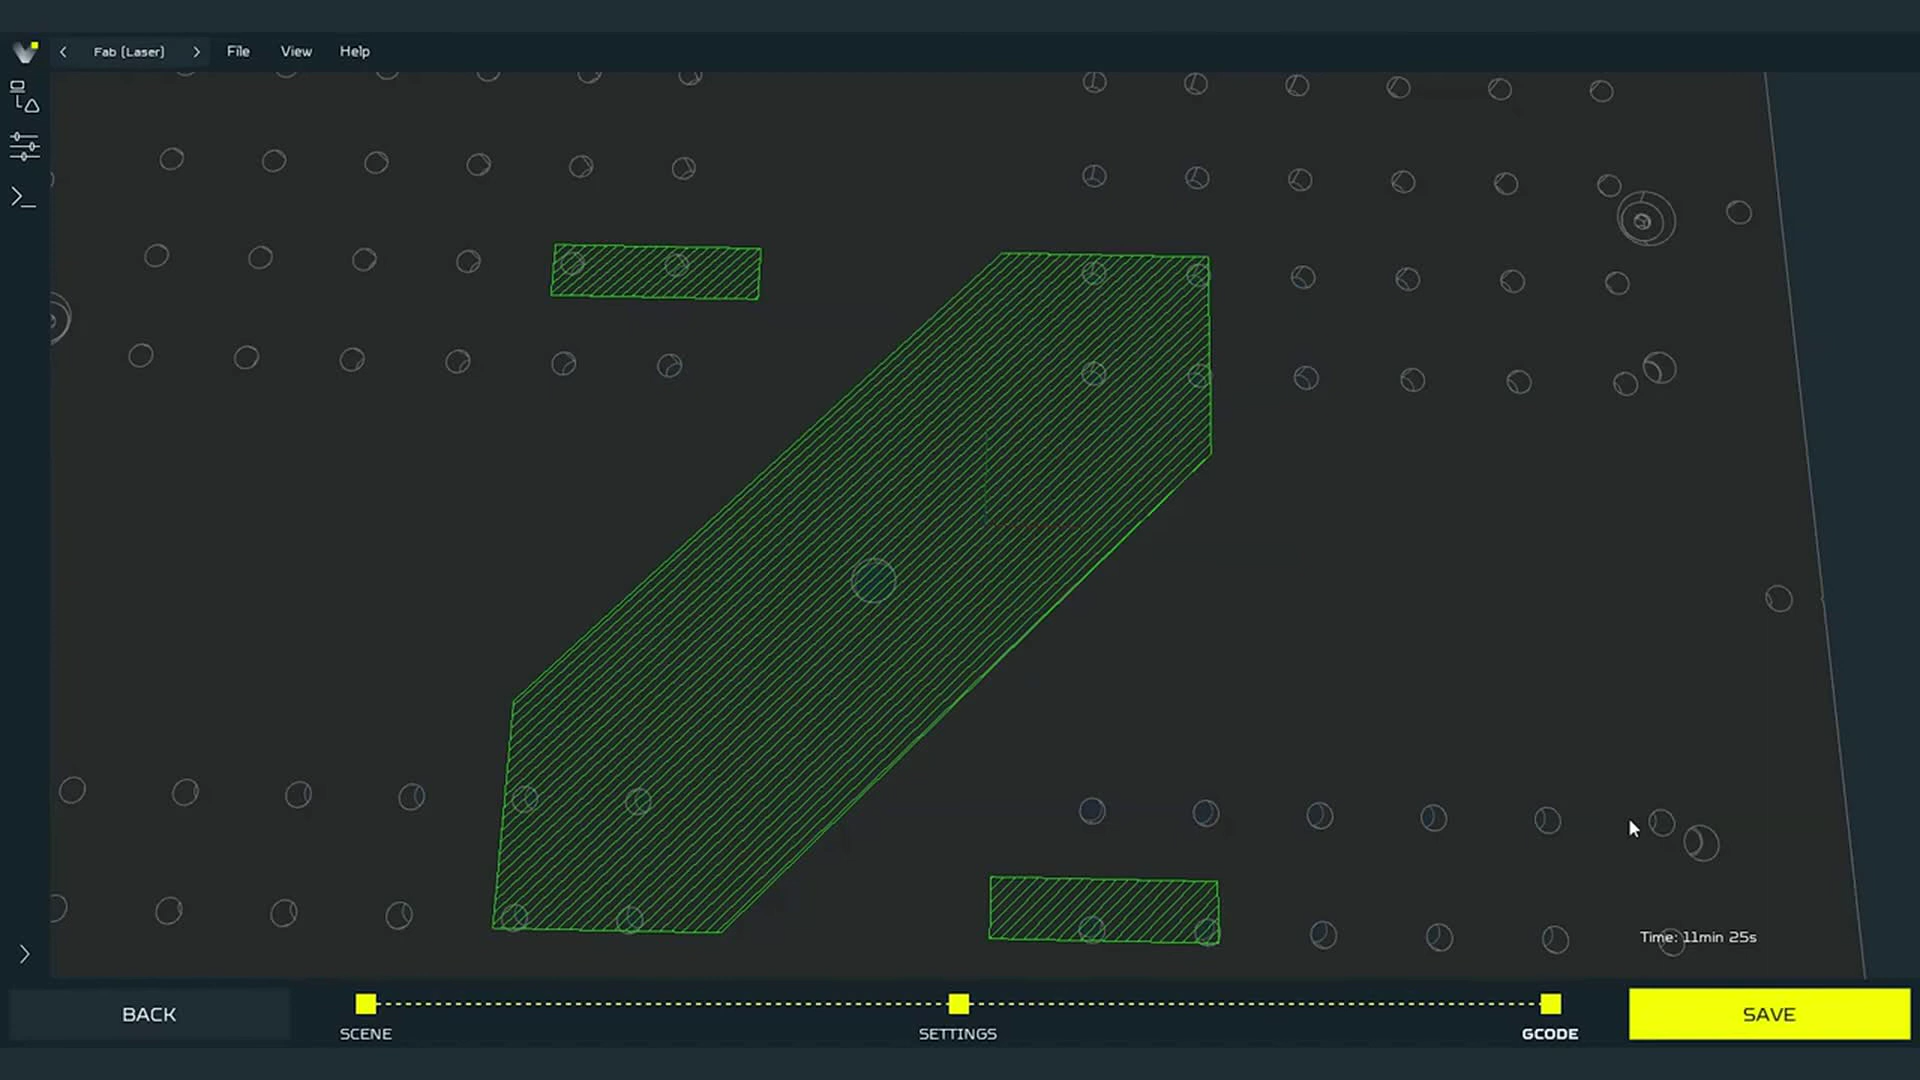 Fab (Laser) File View Help
Time: 11min 25s
BACK
SCENE
SETTINGS
GCODE
SAVE